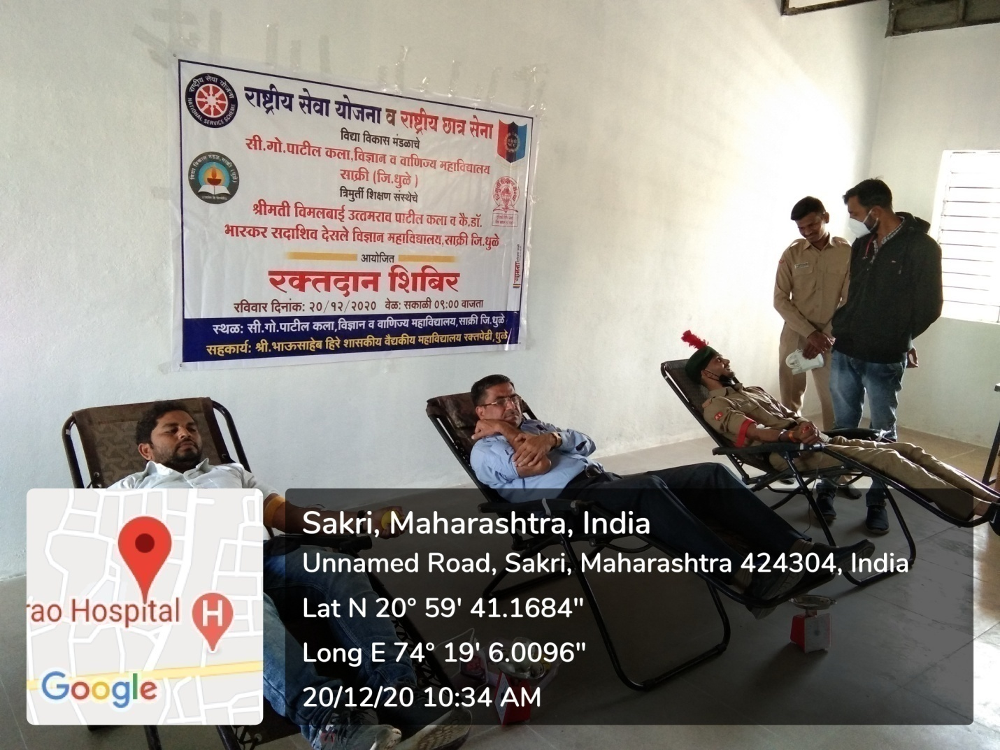 राष्ट्रीय सेवा योजना
NATIONAL SERVICE SCHEME
राष्ट्रीय सेवा योजना व राष्ट्रीय छात्र सेना
विद्या विकास मंडळाचे
सी.गो.पाटील कला,विज्ञान व वाणिज्य महाविद्यालय
साक्री (जि.धुळे )
त्रिमुर्ती शिक्षण संस्थेचे
श्रीमती विमलबाई उत्तमराव पाटील कला व कै.डॉ.
भास्कर सदाशिव देसले विज्ञान महाविद्यालय,साक्री जि.धुळे
आयोजित
रक्तदान शिबिर
रविवार दिनांक: २०/१२/२०२० वेळ: सकाळी ०९:०० वाजता
स्थळ: सी.गो.पाटील कला,विज्ञान व वाणिज्य महाविद्यालय,साक्री जि.धुळे
सहकार्य: श्री.भाऊसाहेब हिरे शासकीय वैद्यकीय महाविद्यालय रक्तपेढी,धुळे
विद्या विकास मंडळ,साक्री (धुळे)
rao Hospital
H
Google
Sakri, Maharashtra, India
Unnamed Road, Sakri, Maharashtra 424304, India
Lat N 20° 59' 41.1684"
Long E 74° 19' 6.0096"
20/12/20 10:34 AM